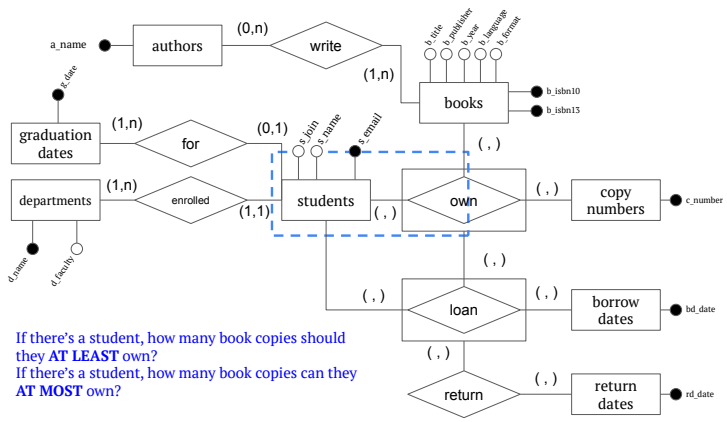 a_name
authors
(0,n)
write
(1,n)
b_title
b_publisher
b_year
b_language
b_format
books
b_isbn10
b_isbn13
( , )
g_date
graduation
dates
(1,n)
for
(0,1)
s_join
s_name
s_email
departments
(1,n)
enrolled
(1,1)
students
( , )
own
( , )
copy
numbers
c_number
d_name
d_faculty
( , )
( , )
loan
( , )
borrow
dates
bd_date
If there's a student, how many book copies should
they AT LEAST own?
If there's a student, how many book copies can they
AT MOST own?
( , )
return
( , )
return
dates
rd_date